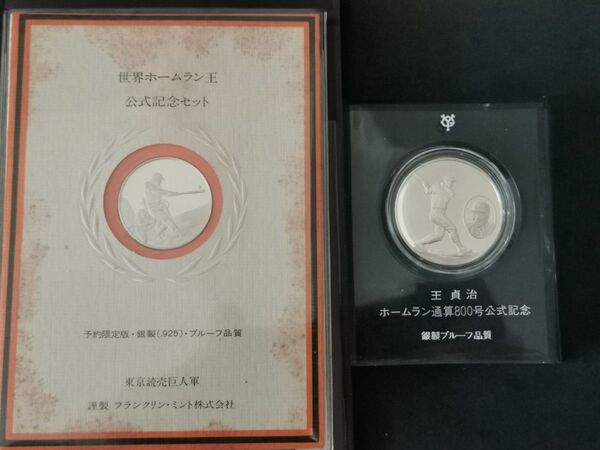 世界ホームラン王
公式記念セット
予約限定版・銀製(.925)・プルーフ品質
東京読売巨人軍
謹製 フランクリン・ミント株式会社
王 貞 治
ホームラン通算800号公式記念
銀製プルーフ品質